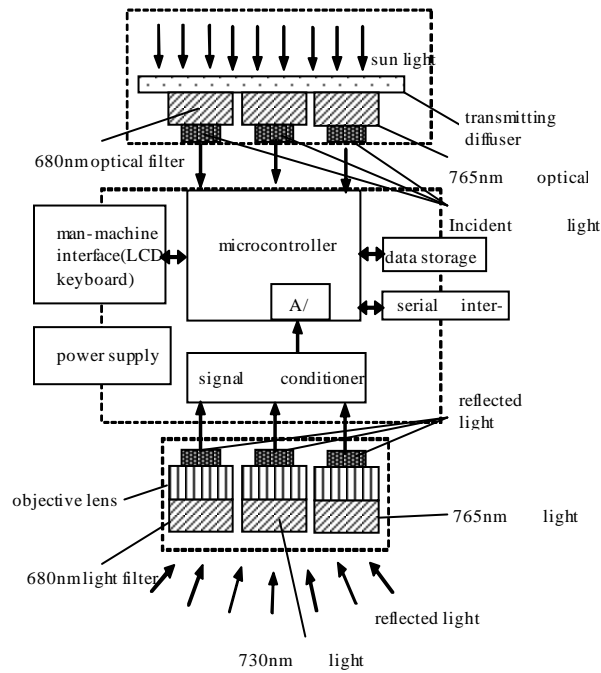 sun light
transmitting
diffuser
680nm optical filter
765nm optical
Incident light
man-machine
interface(LCD
keyboard)
microcontroller
data storage
A/
serial inter-
power supply
signal conditioner
reflected
light
objective lens
765nm light
680nm light filter
reflected light
730nm light